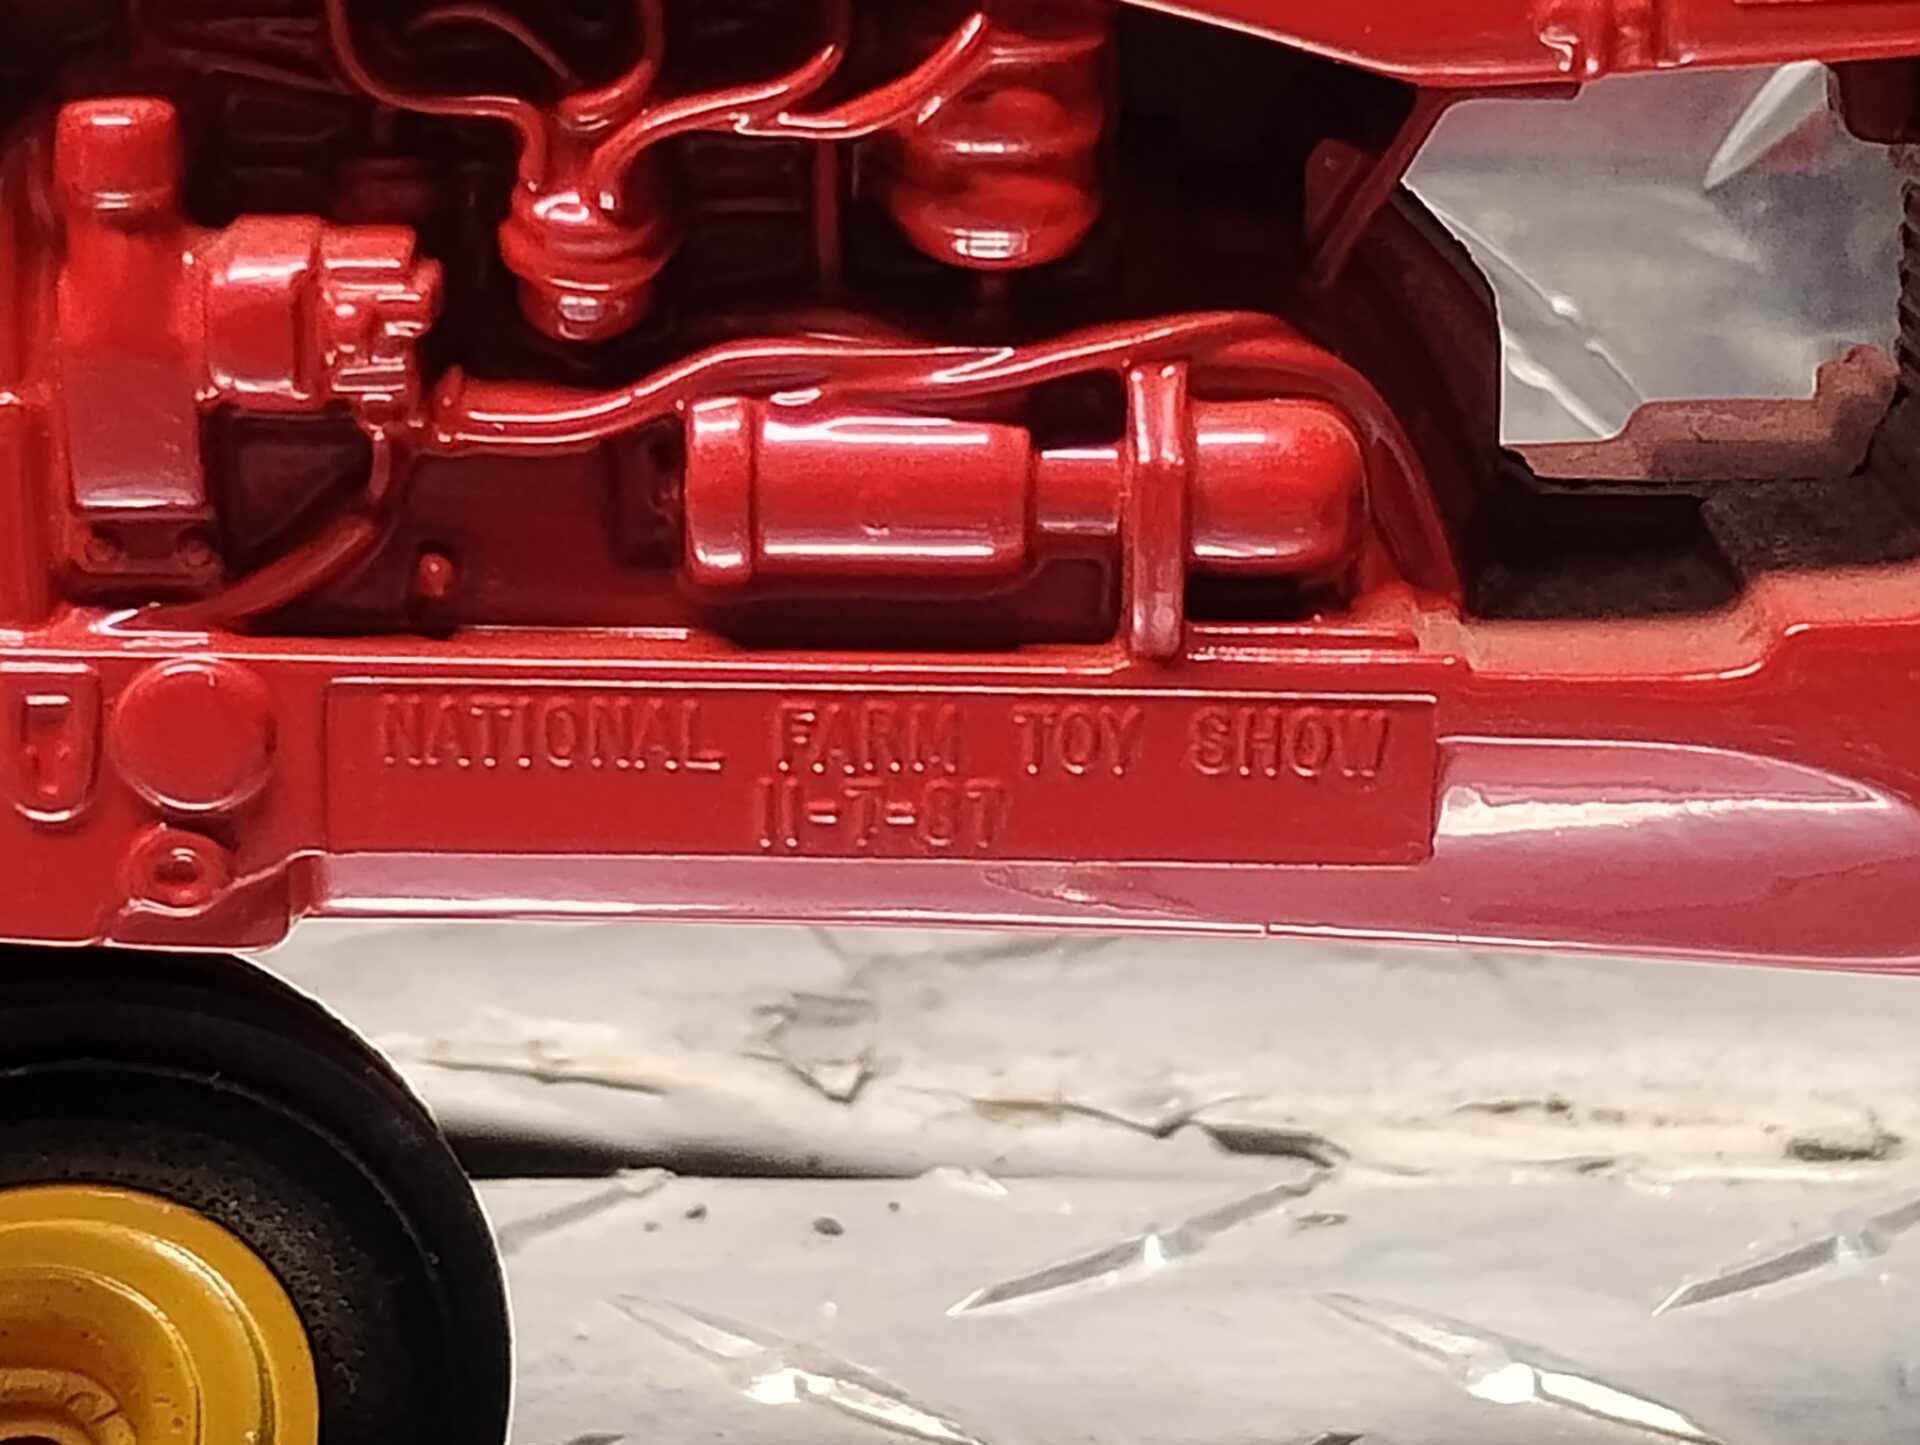 NATIONAL FARM TOY SHOW
11-7-87